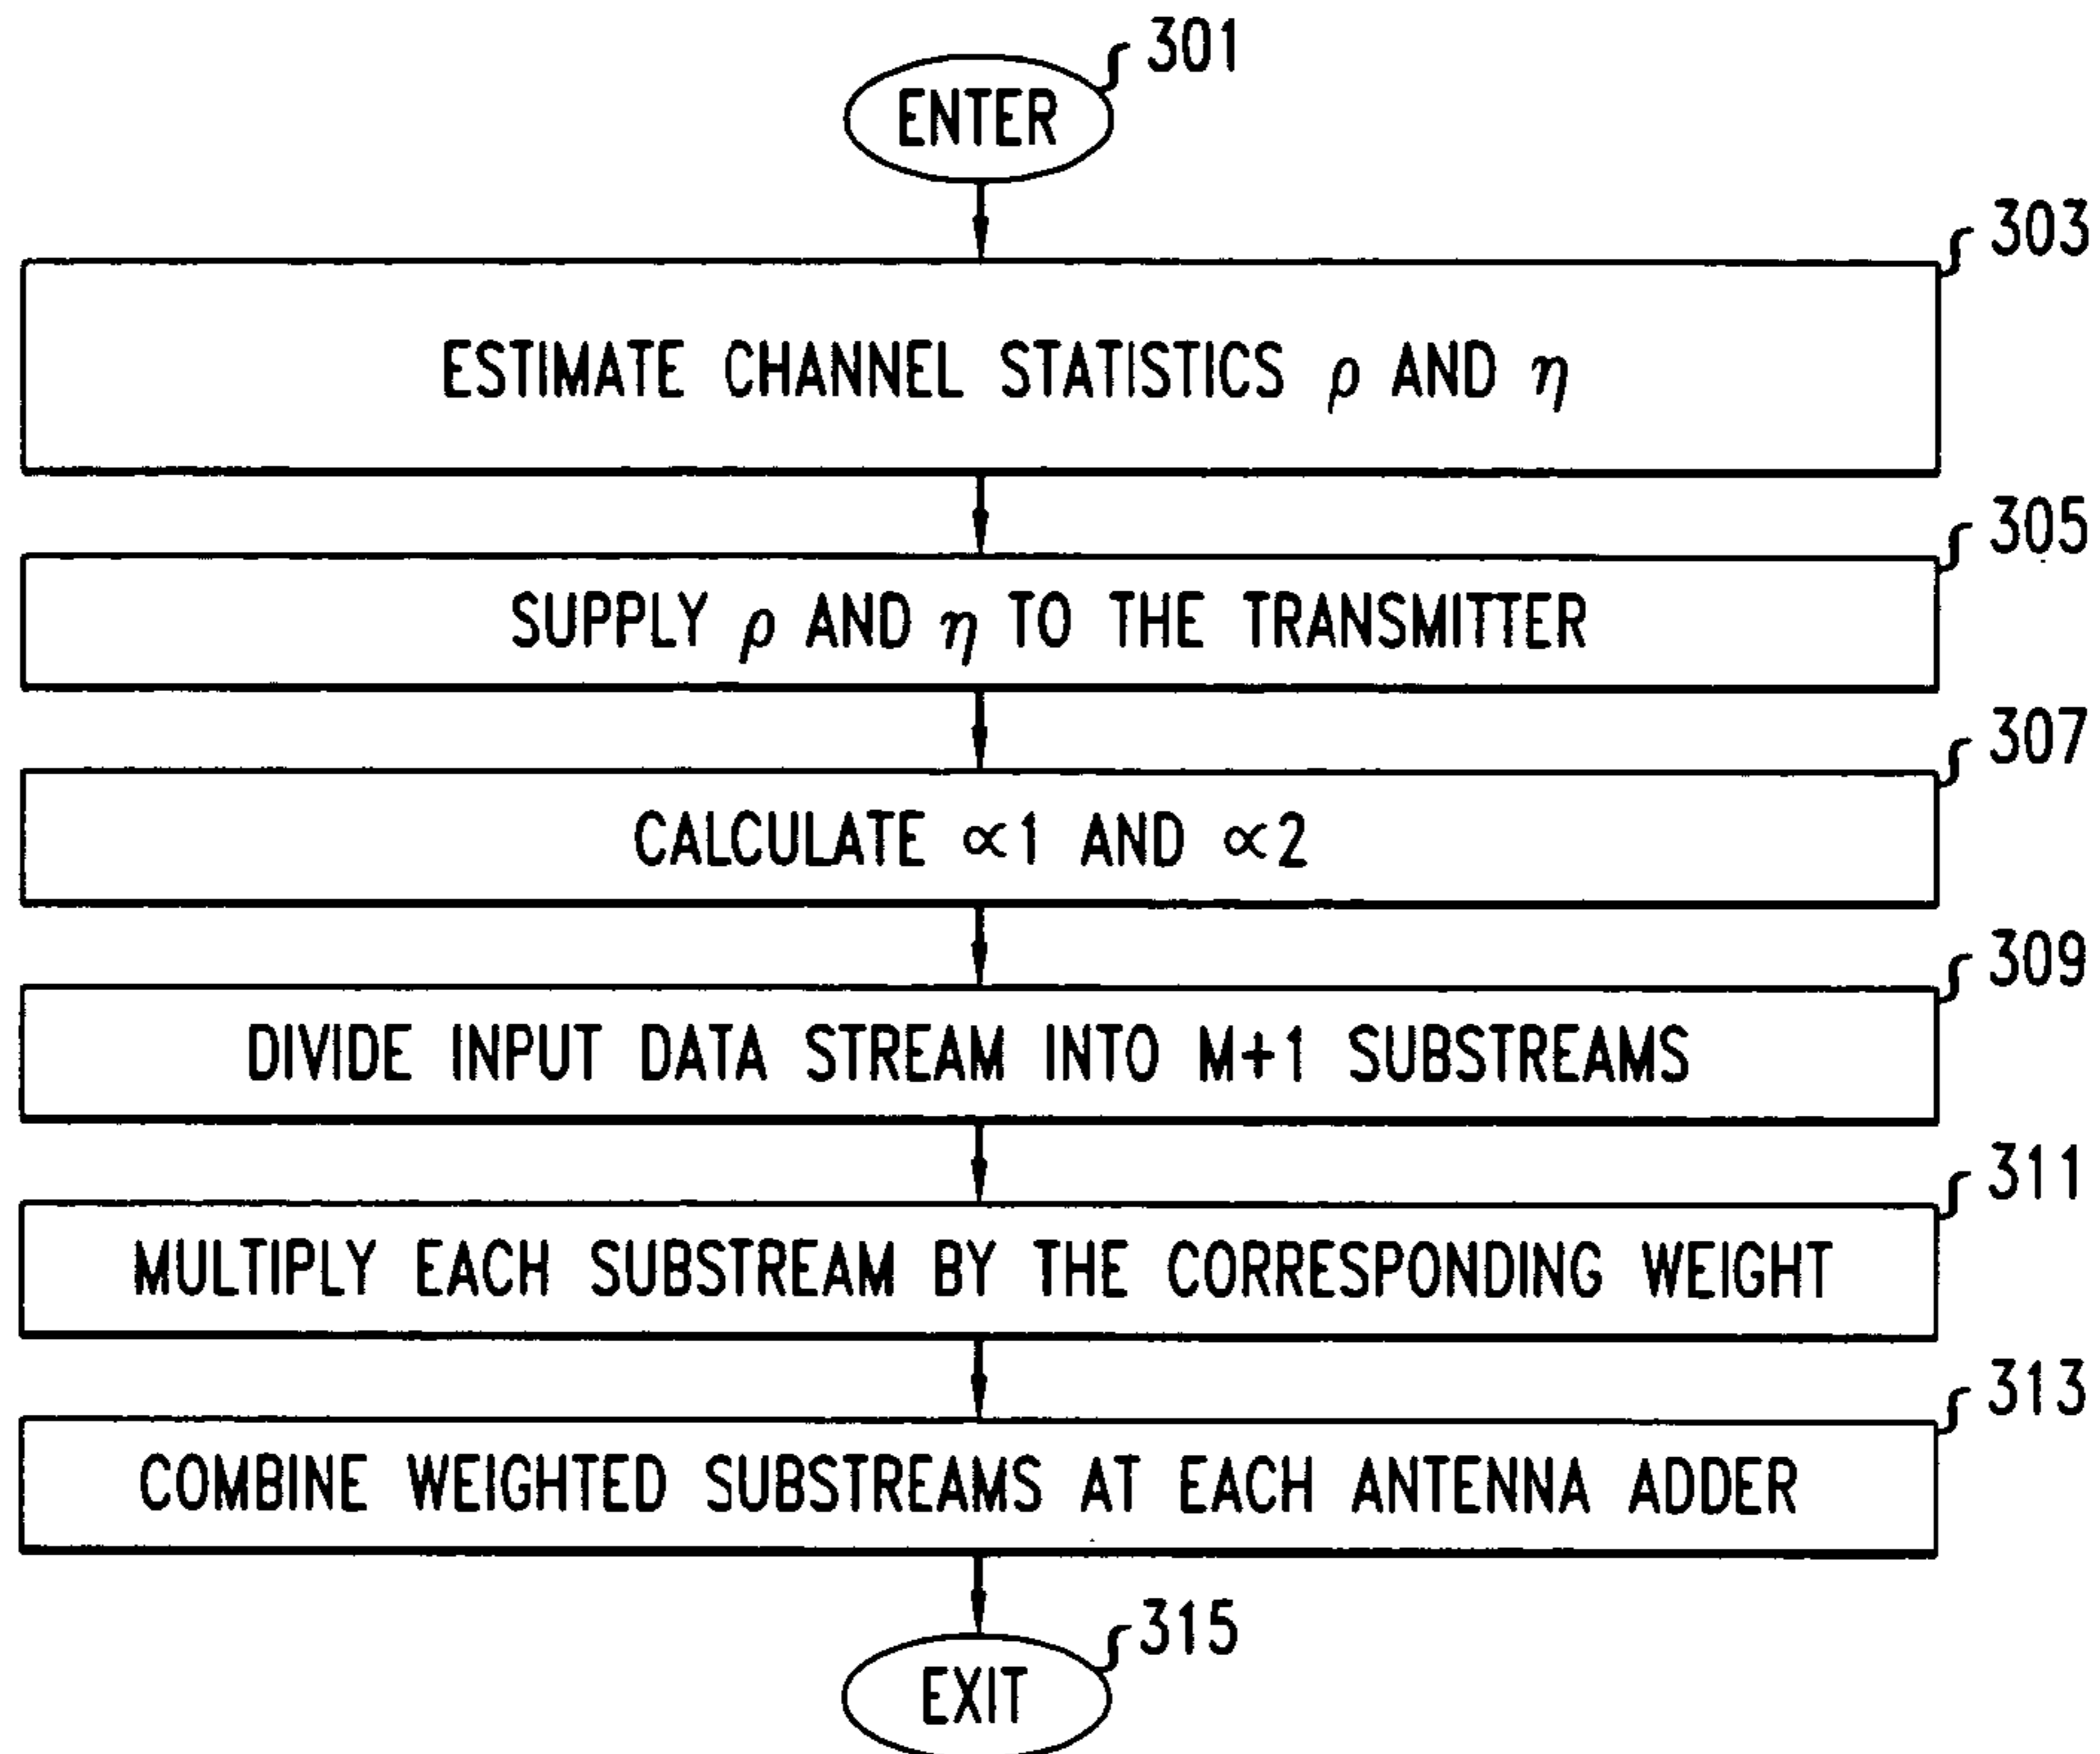 301
ENTER
303
ESTIMATE CHANNEL STATISTICS ρ AND η
305
SUPPLY ρ AND η TO THE TRANSMITTER
307
CALCULATE ∝1 AND ∝2
309
DIVIDE INPUT DATA STREAM INTO M+1 SUBSTREAMS
311
MULTIPLY EACH SUBSTREAM BY THE CORRESPONDING WEIGHT
313
COMBINE WEIGHTED SUBSTREAMS AT EACH ANTENNA ADDER
315
EXIT